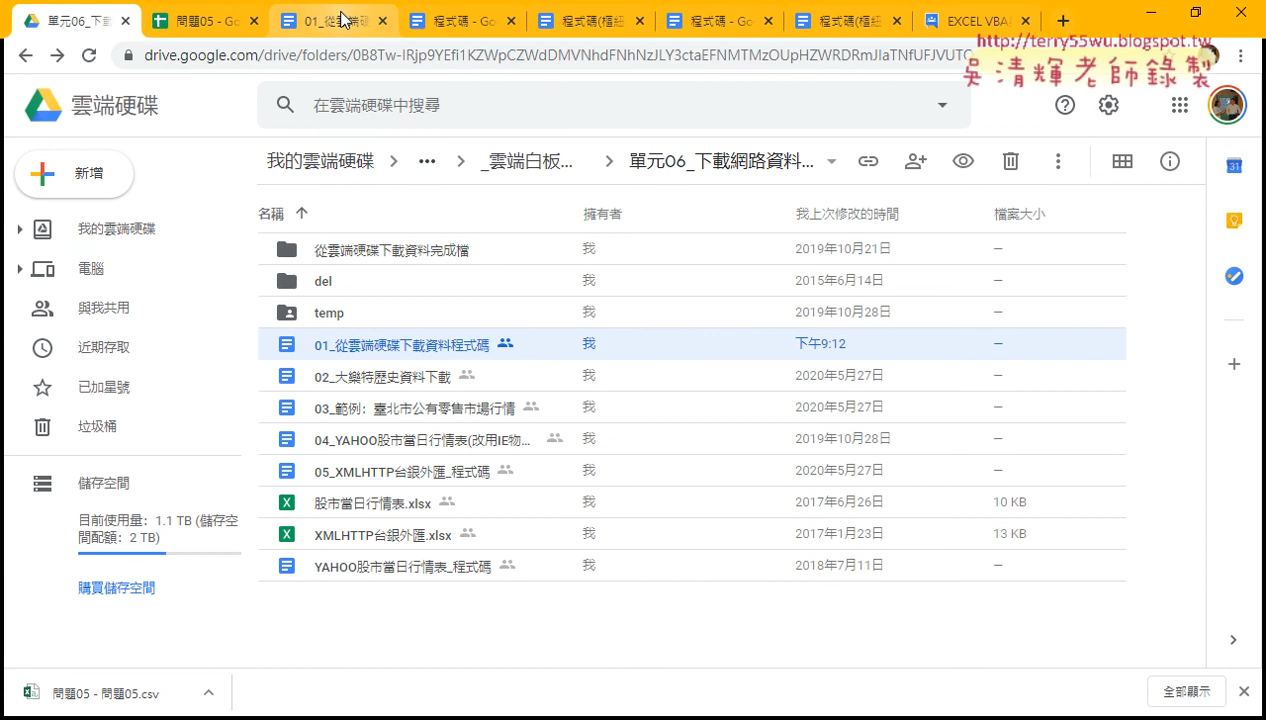 單元06_下載
問題05 - Go
01_從雲端硬
程式碼 - Go
程式碼(樞紐
程式碼 - Go
程式碼(樞紐
EXCEL VBA
drive.google.com/drive/folders/0B8Tw-IRjp9YEfi1KZWpCZWdDMVNhdFNhNzJLY3ctaEFNMTMzOUpHZWRDRmJIaTNfUFJVUTC
http://terry55wu.blogspot.tw
吳清輝老師錄製
雲端硬碟
在雲端硬碟中搜尋
新增
我的雲端硬碟
電腦
與我共用
近期存取
已加星號
垃圾桶
儲存空間
目前使用量：1.1 TB (儲存空
間配額：2 TB)
購買儲存空間
我的雲端硬碟 > ••• > _雲端白板... > 單元06_下載網路資料...
名稱 擁有者 我上次修改的時間 檔案大小
從雲端硬碟下載資料完成檔 我 2019年10月21日 —
del 我 2015年6月14日 —
temp 我 2019年10月28日 —
01_從雲端硬碟下載資料程式碼 我 下午9:12 —
02_大樂特歷史資料下載 我 2020年5月27日 —
03_範例：臺北市公有零售市場行情 我 2020年5月27日 —
04_YAHOO股市當日行情表(改用IE物... 我 2019年10月28日 —
05_XMLHTTP台銀外匯_程式碼 我 2020年5月27日 —
股市當日行情表.xlsx 我 2017年6月26日 10 KB
XMLHTTP台銀外匯.xlsx 我 2017年1月23日 13 KB
YAHOO股市當日行情表_程式碼 我 2018年7月11日 —
31
問題05 - 問題05.csv
全部顯示